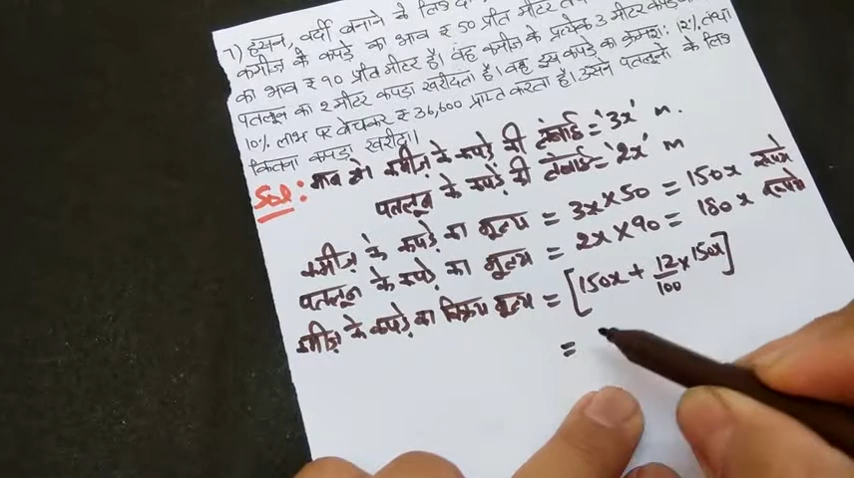 1) हसन, वर्दी बनाने के लिए दो
कमीज के कपड़े का भाव ₹ 50 प्रति मीटर तथा
का भाव ₹ 90 प्रति मीटर है। वह कमीज के प्रत्येक 3 मीटर कपड़े
पतलून का 2 मीटर कपड़ा खरीदता है। वह इस कपड़े का क्रमशः 12% तथा
10% लाभ पर बेचकर ₹ 36,600 प्राप्त करता है। उसने पतलूनों के लिए
कितना कपड़ा खरीदा।
Sol: माना की कमीज़ के कपड़े की लंबाई = '3x' m.
पतलून के कपड़े की लंबाई = '2x' m
कमीज़ के कपड़े का मूल्य = 3x × 50 = 150x रूपये
पतलून के कपड़े का मूल्य = 2x × 90 = 180x रूपये
कमीज़ के कपड़े का विक्रय मूल्य = [150x + 12/100 × 150x]
=